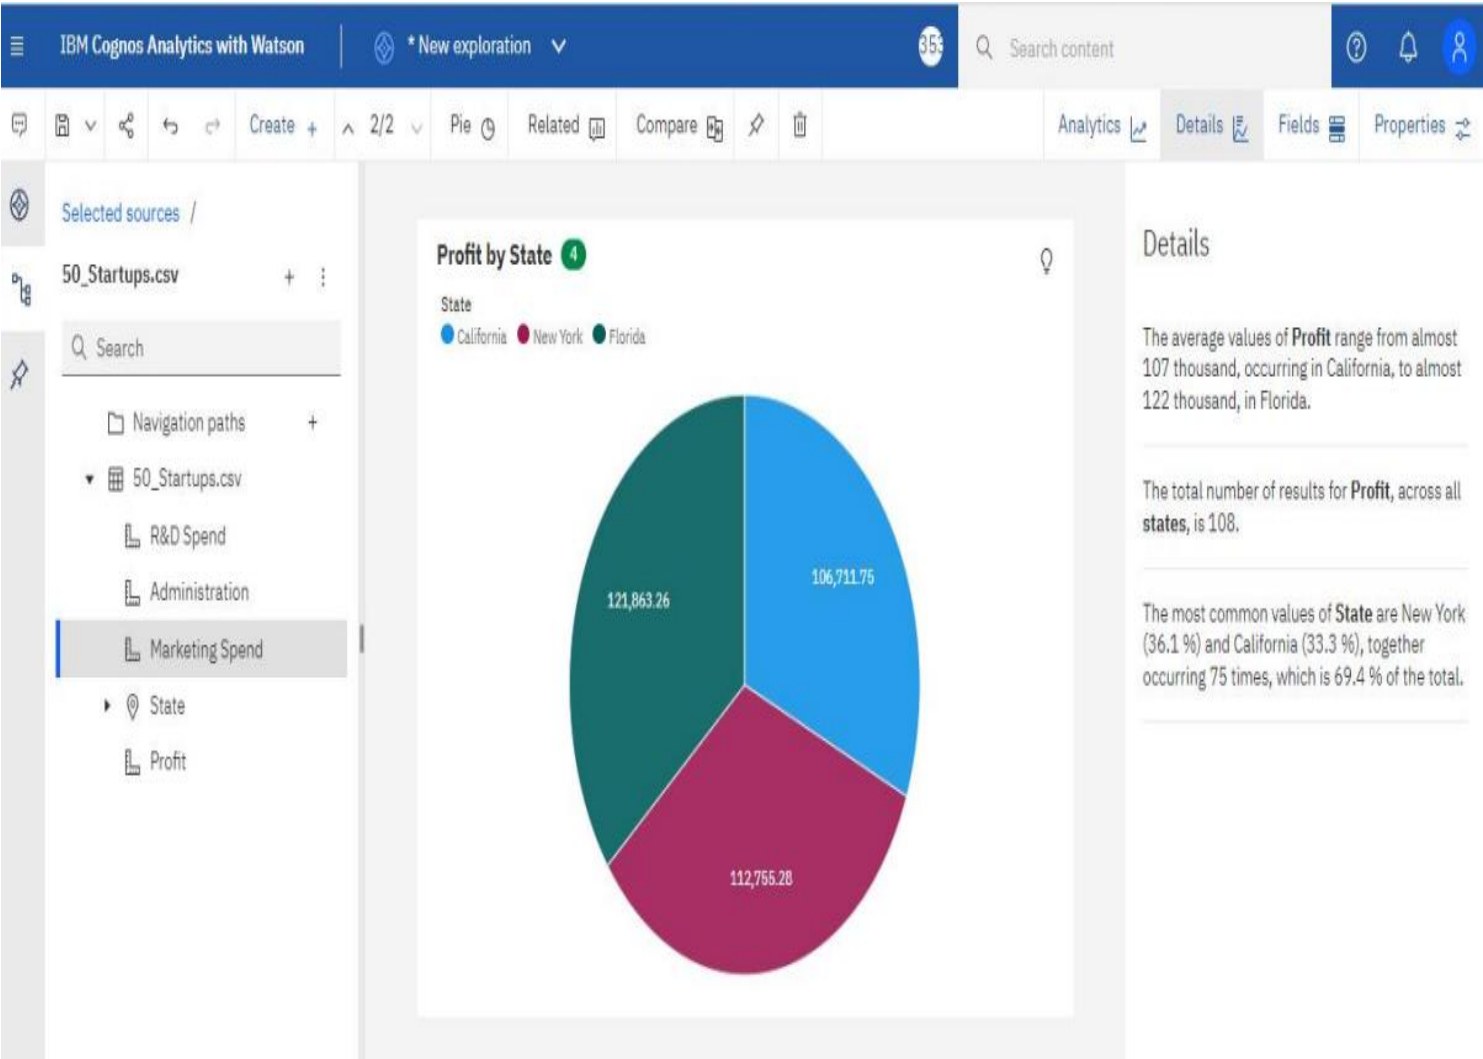 IBM Cognos Analytics with Watson
* New exploration
353
Search content
Create +
2/2
Pie
Related
Compare
Analytics
Details
Fields
Properties
Selected sources /
50_Startups.csv
Search
Navigation paths
50_Startups.csv
R&D Spend
Administration
Marketing Spend
State
Profit
Profit by State 4
State
California New York Florida
121,863.26
106,711.75
112,755.28
Details
The average values of Profit range from almost
107 thousand, occurring in California, to almost
122 thousand, in Florida.
The total number of results for Profit, across all
states, is 108.
The most common values of State are New York
(36.1 %) and California (33.3 %), together
occurring 75 times, which is 69.4 % of the total.